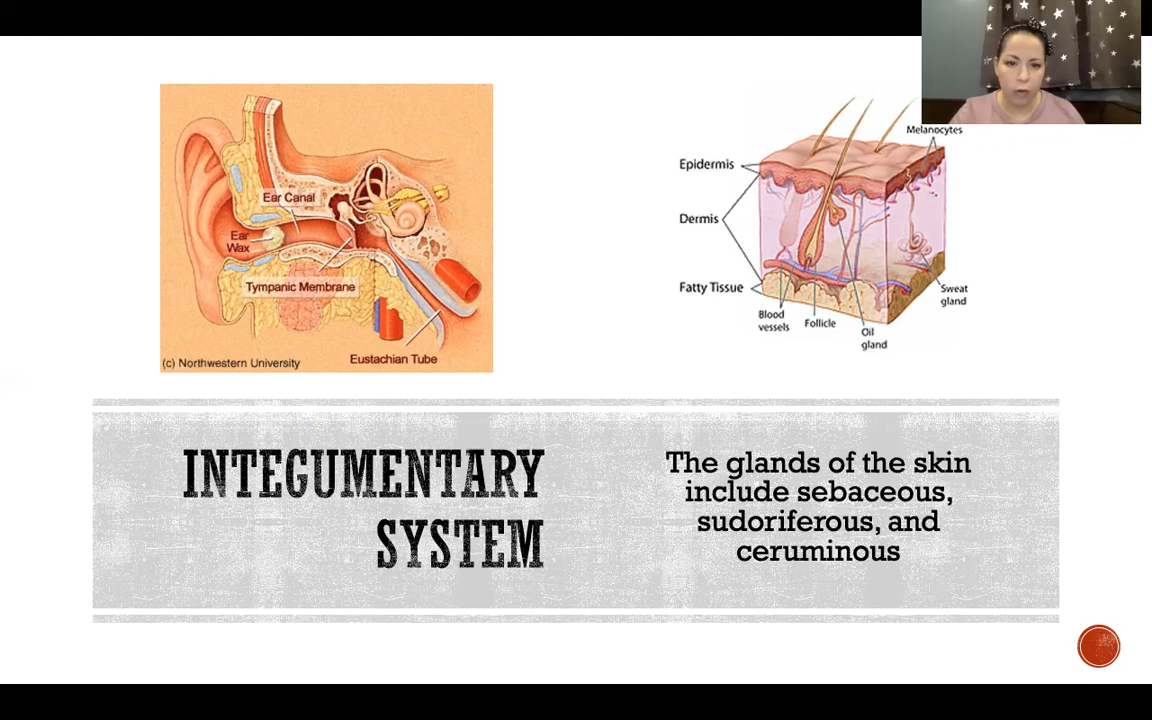 Ear Canal
Ear
Wax
Tympanic Membrane
Eustachian Tube
(c) Northwestern University
Melanocytes
Epidermis
Dermis
Fatty Tissue
Blood
vessels
Follicle
Oil
gland
Sweat
gland
INTEGUMENTARY
SYSTEM
The glands of the skin
include sebaceous,
sudoriferous, and
ceruminous